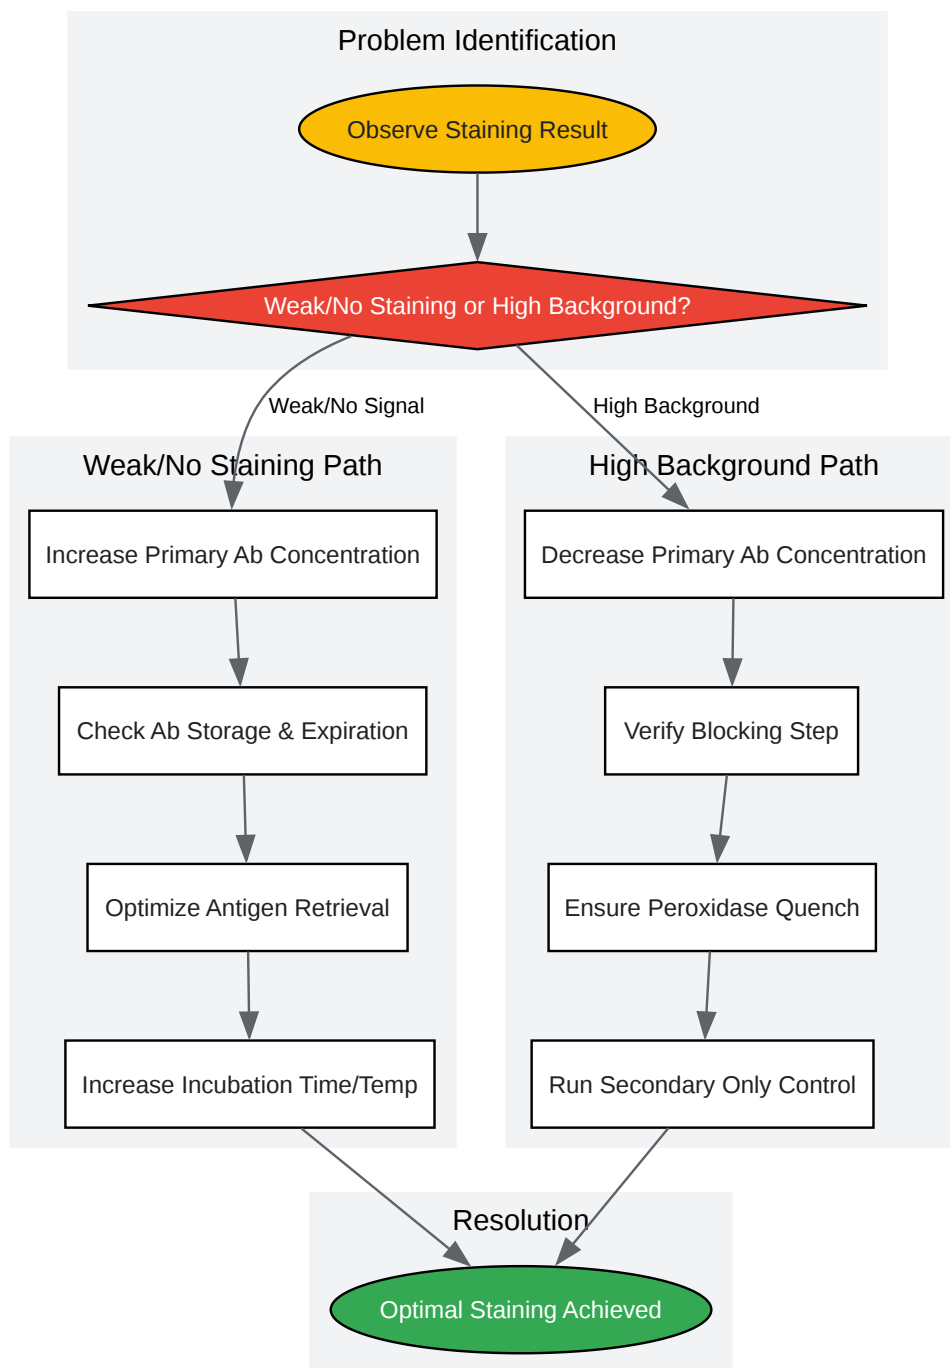 Problem Identification
Observe Staining Result
Weak/No Staining or High Background?
Weak/No Signal
High Background
Weak/No Staining Path
High Background Path
Increase Primary Ab Concentration
Decrease Primary Ab Concentration
Check Ab Storage & Expiration
Verify Blocking Step
Optimize Antigen Retrieval
Ensure Peroxidase Quench
Increase Incubation Time/Temp
Run Secondary Only Control
Resolution
Optimal Staining Achieved